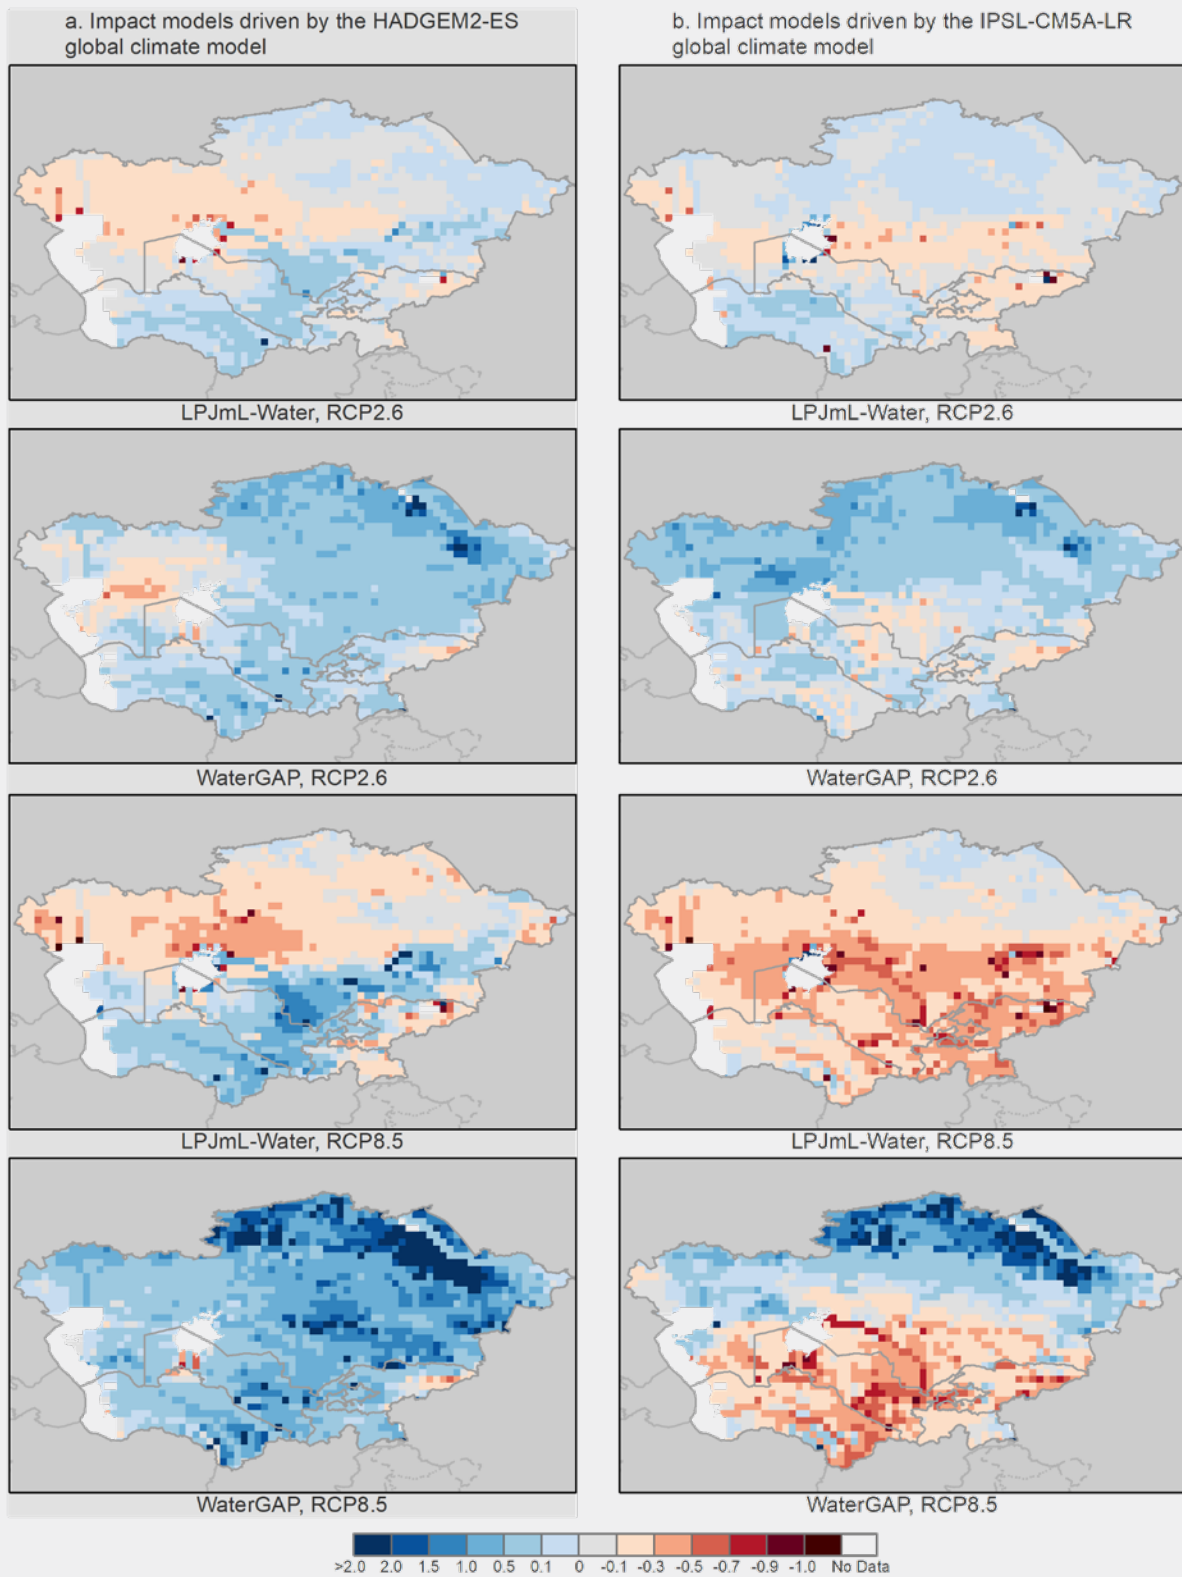 a. Impact models driven by the HADGEM2-ES
global climate model
b. Impact models driven by the IPSL-CM5A-LR
global climate model
LPJmL-Water, RCP2.6
LPJmL-Water, RCP2.6
WaterGAP, RCP2.6
WaterGAP, RCP2.6
LPJmL-Water, RCP8.5
LPJmL-Water, RCP8.5
WaterGAP, RCP8.5
WaterGAP, RCP8.5
>2.0 2.0 1.5 1.0 0.5 0.1 0 -0.1 -0.3 -0.5 -0.7 -0.9 -1.0 No Data